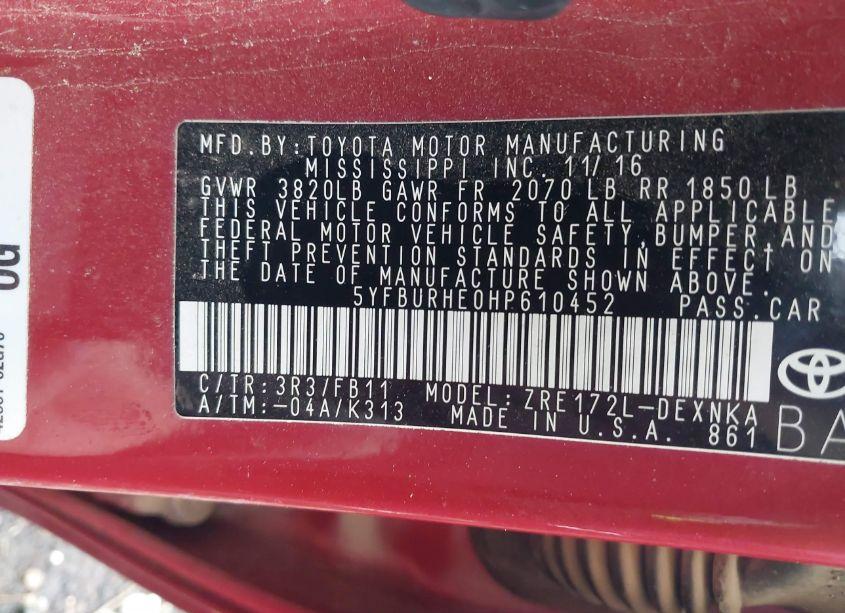 MFD.BY:TOYOTA MOTOR MANUFACTURING
MISSISSIPPI INC. 11/16
GVWR 3820LB GAWR FR 2070 LB RR 1850LB
THIS VEHICLE CONFORMS TO ALL APPLICABLE
FEDERAL MOTOR VEHICLE SAFETY,BUMPER,AND
THEFT PREVENTION STANDARDS IN EFFECT ON
THE DATE OF MANUFACTURE SHOWN ABOVE.
5YFBURHE0HP610452 PASS.CAR
C/TR:3R3/FB11 MODEL:ZRE172L-DEXNKA
A/TM:-04A/K313 MADE IN U.S.A. 861
BA